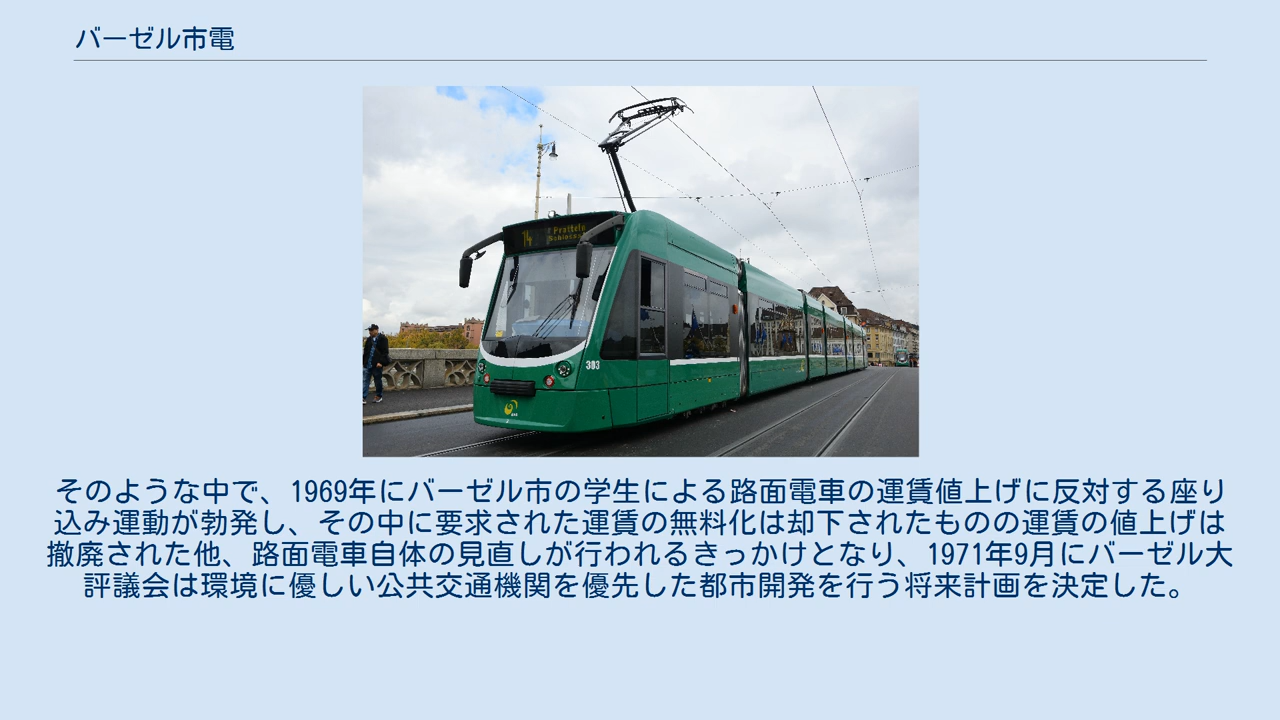 バーゼル市電
14 Pratteln
Schloss
303
そのような中で、1969年にバーゼル市の学生による路面電車の運賃値上げに反対する座り
込み運動が勃発し、その中に要求された運賃の無料化は却下されたものの運賃の値上げは
撤廃された他、路面電車自体の見直しが行われるきっかけとなり、1971年9月にバーゼル大
評議会は環境に優しい公共交通機関を優先した都市開発を行う将来計画を決定した。